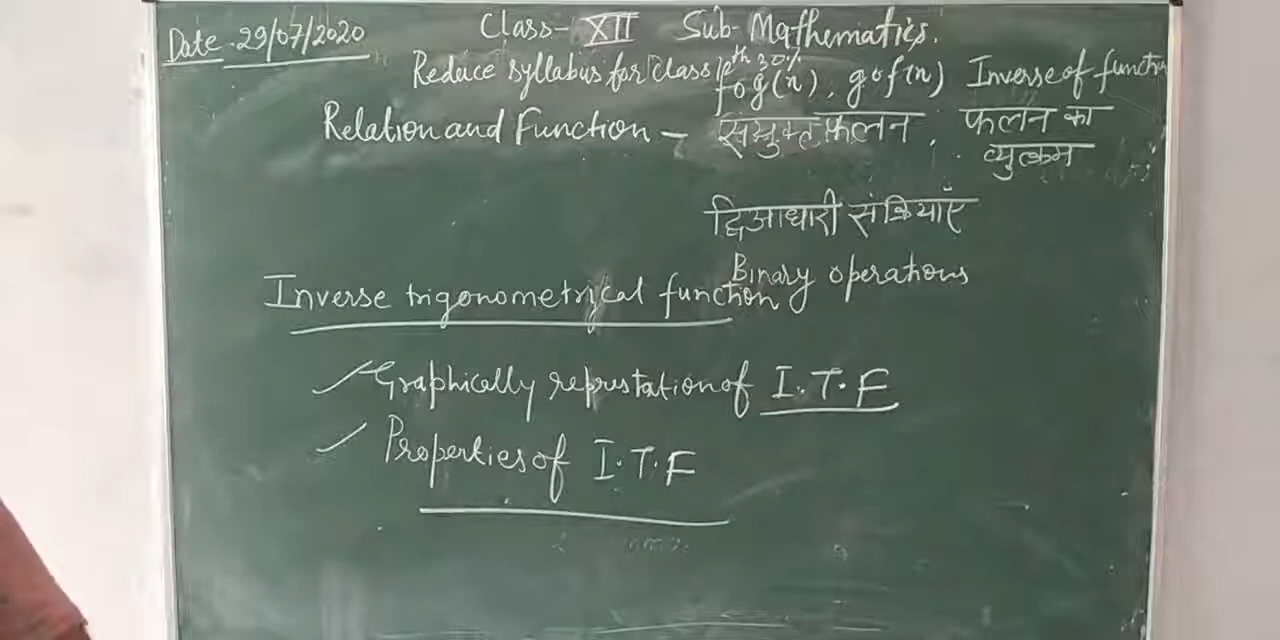 Date.29/07/2020
Class-XII Sub-Mathematics.
Reduce syllabus for class 12th 30%
Relation and Function - fog(x), gof(x) Inverse of function
संयुक्त फलन, फलन का
व्युत्क्रम
द्विआधारी संक्रियाएँ
Binary operations
Inverse trigonometrical function
Graphically represtation of I.T.F
Properties of I.T.F